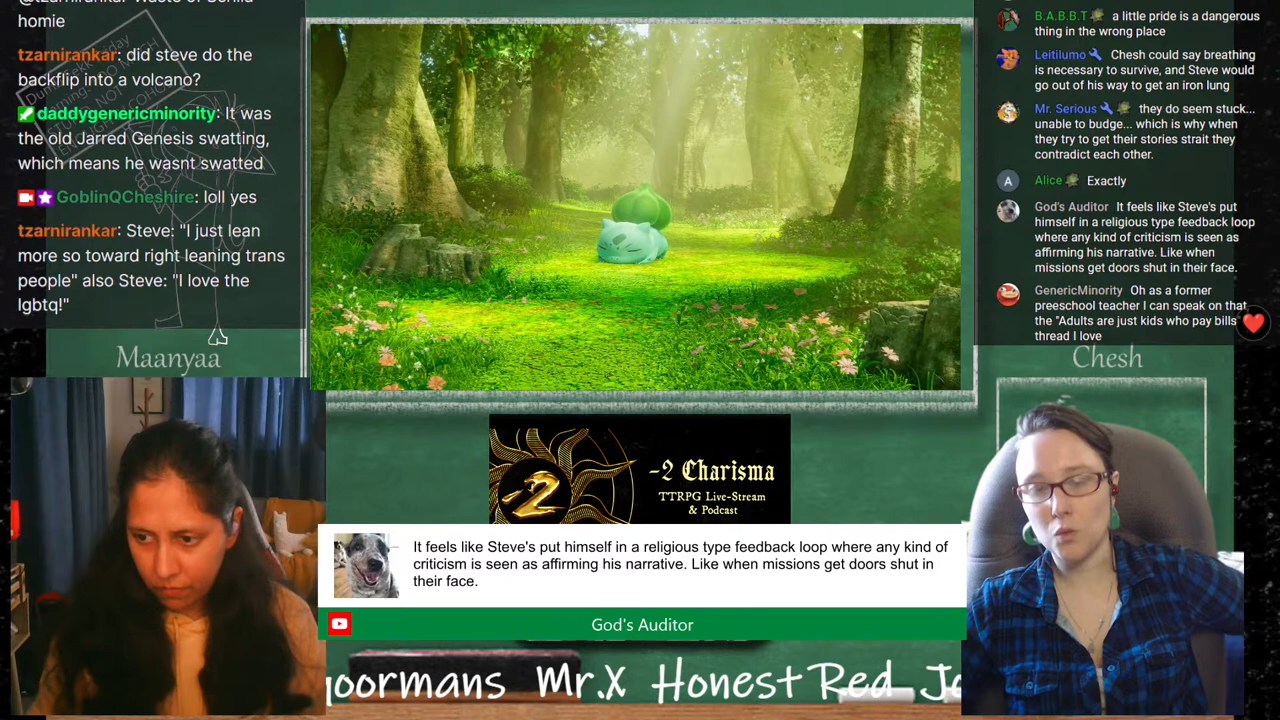 @tzarnirankar Waste of Gorilla
homie
tzarnirankar: did steve do the
backflip into a volcano?
daddygenericminority: It was
the old Jarred Genesis swatting,
which means he wasnt swatted
GoblinQCheshire: loll yes
tzarnirankar: Steve: "I just lean
more so toward right leaning trans
people" also Steve: "I love the
lgbtq!"
Maanyaa
B.A.B.B.T a little pride is a dangerous
thing in the wrong place
Leitilumo Chesh could say breathing
is necessary to survive, and Steve would
go out of his way to get an iron lung
Mr. Serious they do seem stuck...
unable to budge... which is why when
they try to get their stories strait they
contradict each other.
A Alice Exactly
God's Auditor It feels like Steve's put
himself in a religious type feedback loop
where any kind of criticism is seen as
affirming his narrative. Like when
missions get doors shut in their face.
GenericMinority Oh as a former
preeschool teacher I can speak on that
the "Adults are just kids who pay bills"
thread I love
Chesh
-2
-2 Charisma
TTRPG Live-Stream
& Podcast
It feels like Steve's put himself in a religious type feedback loop where any kind of
criticism is seen as affirming his narrative. Like when missions get doors shut in
their face.
God's Auditor
goormans Mr.X HonestRed Jo